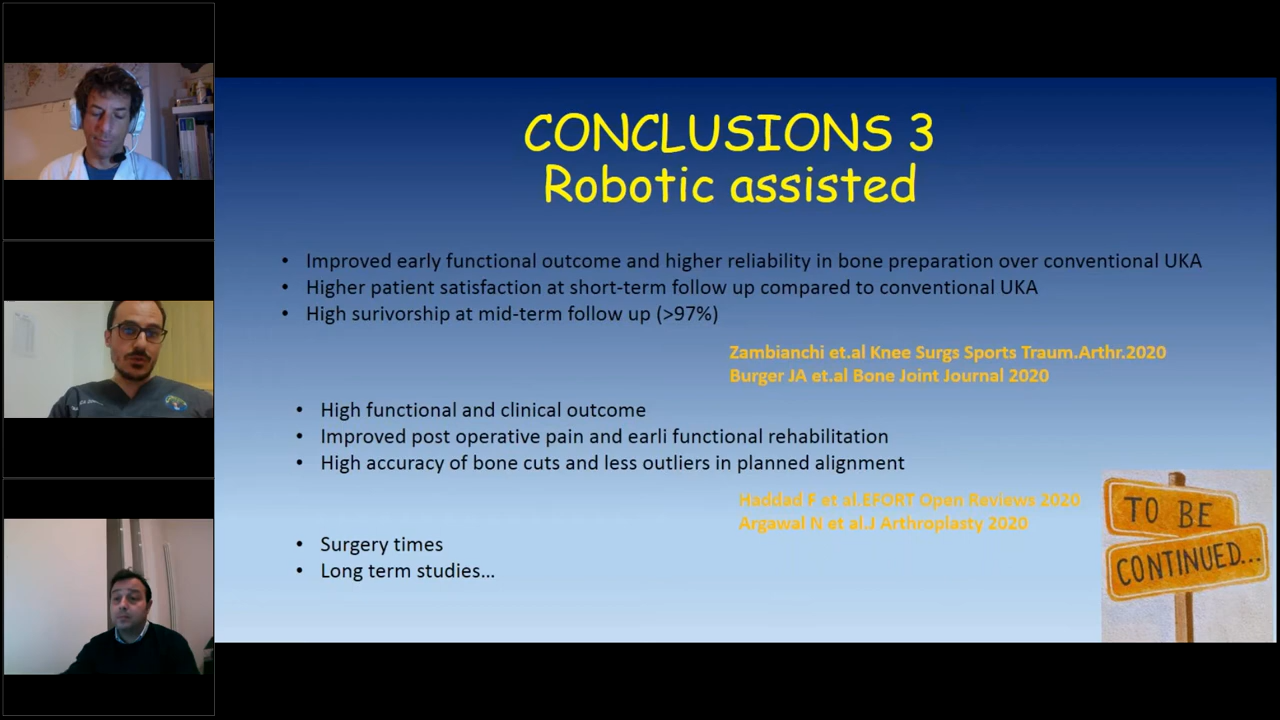 CONCLUSIONS 3
Robotic assisted
• Improved early functional outcome and higher reliability in bone preparation over conventional UKA
• Higher patient satisfaction at short-term follow up compared to conventional UKA
• High surivorship at mid-term follow up (>97%)
Zambianchi et.al Knee Surgs Sports Traum.Arthr.2020
Burger JA et.al Bone Joint Journal 2020
• High functional and clinical outcome
• Improved post operative pain and earli functional rehabilitation
• High accuracy of bone cuts and less outliers in planned alignment
Haddad F et al.EFORT Open Reviews 2020
Argawal N et al.J Arthroplasty 2020
• Surgery times
• Long term studies…
TO BE
CONTINUED...